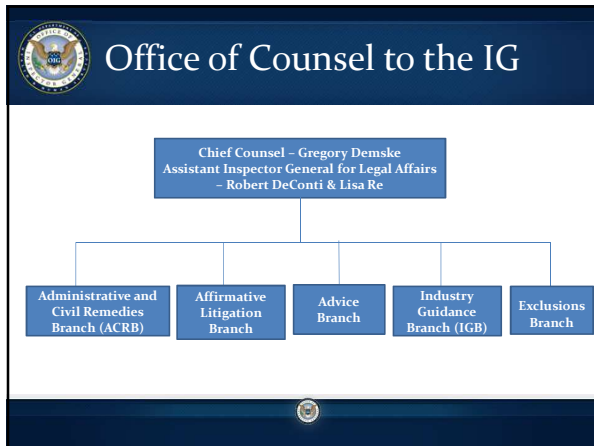 Office of Counsel to the IG
OIG
Chief Counsel – Gregory Demske
Assistant Inspector General for Legal Affairs
– Robert DeConti & Lisa Re
Administrative and
Civil Remedies
Branch (ACRB)
Affirmative
Litigation
Branch
Advice
Branch
Industry
Guidance
Branch (IGB)
Exclusions
Branch